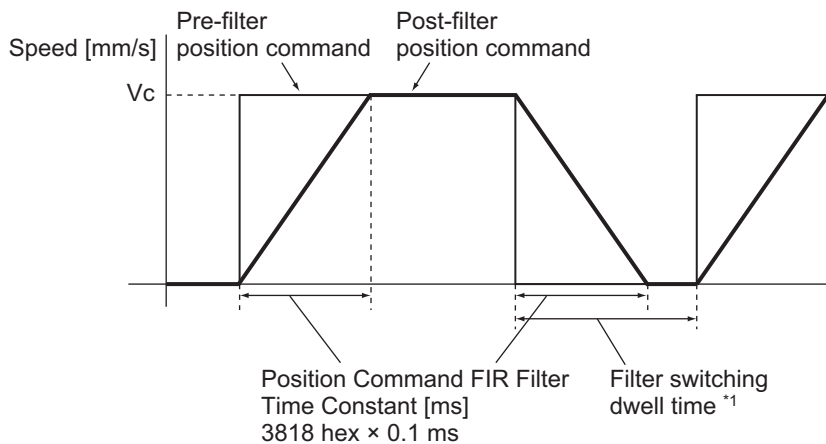 Pre-filter
position command
Post-filter
position command
Speed [mm/s]
Vc
Position Command FIR Filter
Time Constant [ms]
3818 hex × 0.1 ms
Filter switching
dwell time *1